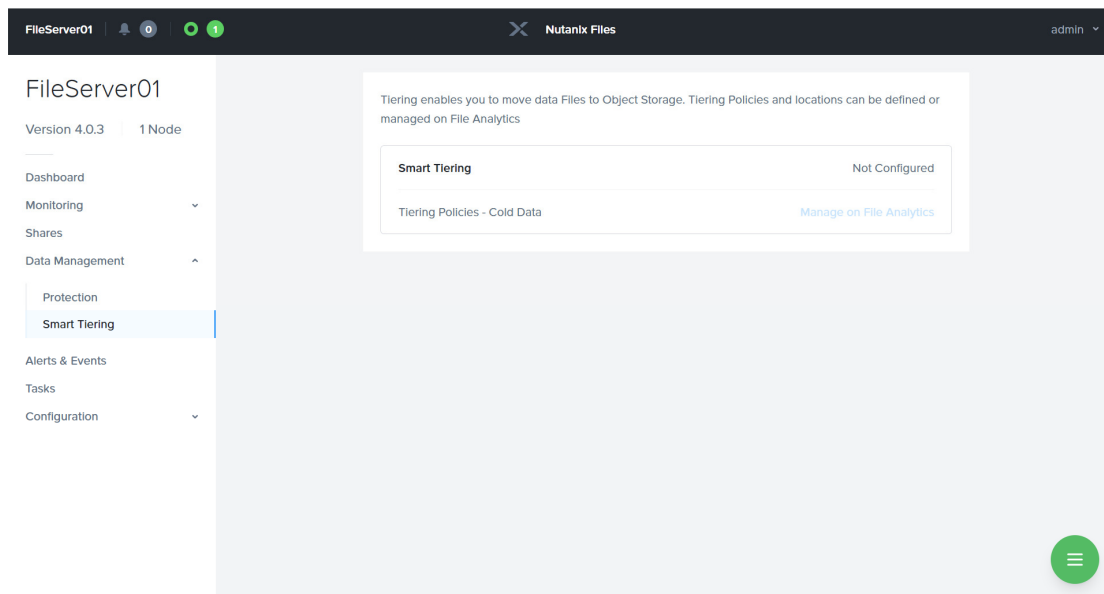 FileServer01 0 1 Nutanix Files admin
FileServer01
Version 4.0.3 1 Node
Dashboard
Monitoring
Shares
Data Management
Protection
Smart Tiering
Alerts & Events
Tasks
Configuration
Tiering enables you to move data Files to Object Storage. Tiering Policies and locations can be defined or
managed on File Analytics
Smart Tiering Not Configured
Tiering Policies - Cold Data Manage on File Analytics